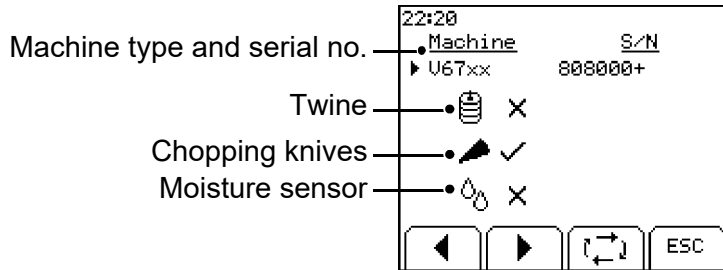 22:20
Machine type and serial no.
Machine S/N
V67xx 808000+
Twine
Chopping knives
Moisture sensor
ESC